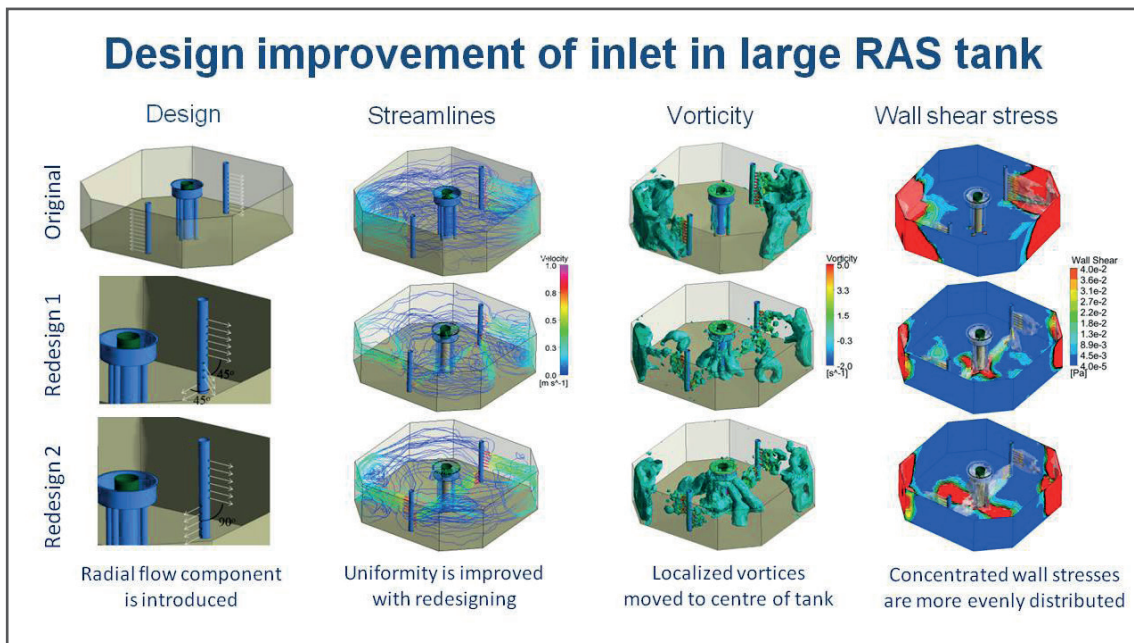 Design improvement of inlet in large RAS tank
Design
Streamlines
Vorticity
Wall shear stress
Original
Velocity
1.0
0.8
0.5
0.3
0.0
[m s^-1]
Vorticity
5.0
3.3
1.5
-0.2
-2.0
[s^-1]
Wall Shear
4.0e-2
3.6e-2
3.1e-2
2.7e-2
2.2e-2
1.8e-2
1.3e-2
8.9e-3
4.5e-3
4.0e-5
[Pa]
Redesign 1
45°
45°
Redesign 2
90°
Radial flow component
is introduced
Uniformity is improved
with redesigning
Localized vortices
moved to centre of tank
Concentrated wall stresses
are more evenly distributed